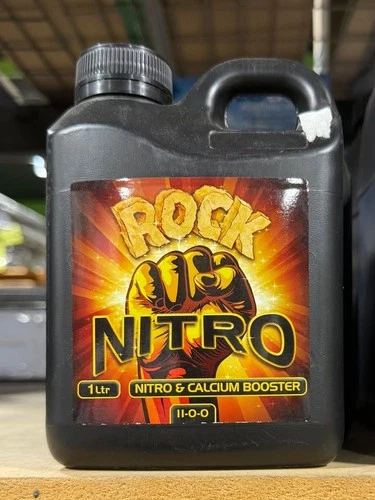 ROCK
NITRO
1 Ltr
NITRO & CALCIUM BOOSTER
11-0-0